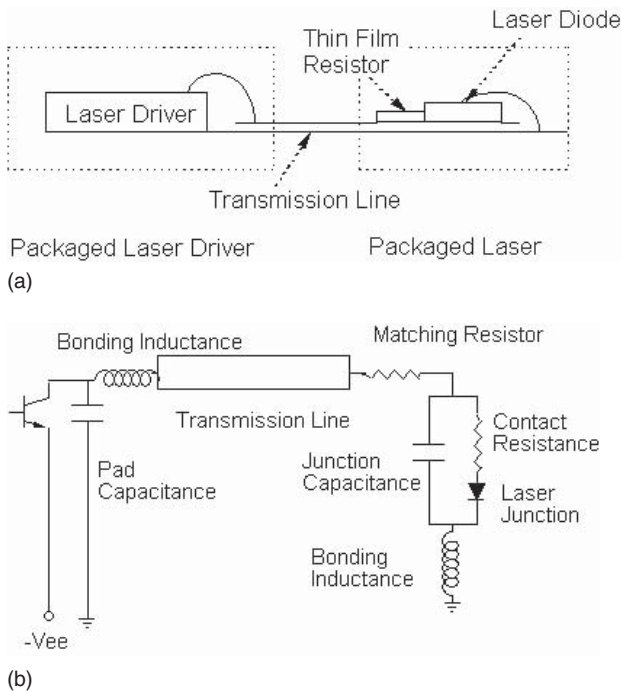 Laser Diode
Thin Film
Resistor
Laser Driver
Transmission Line
Packaged Laser Driver
Packaged Laser
(a)
Bonding Inductance
Matching Resistor
Transmission Line
Contact
Resistance
Junction
Capacitance
Pad
Capacitance
Laser
Junction
Bonding
Inductance
-Vee
(b)